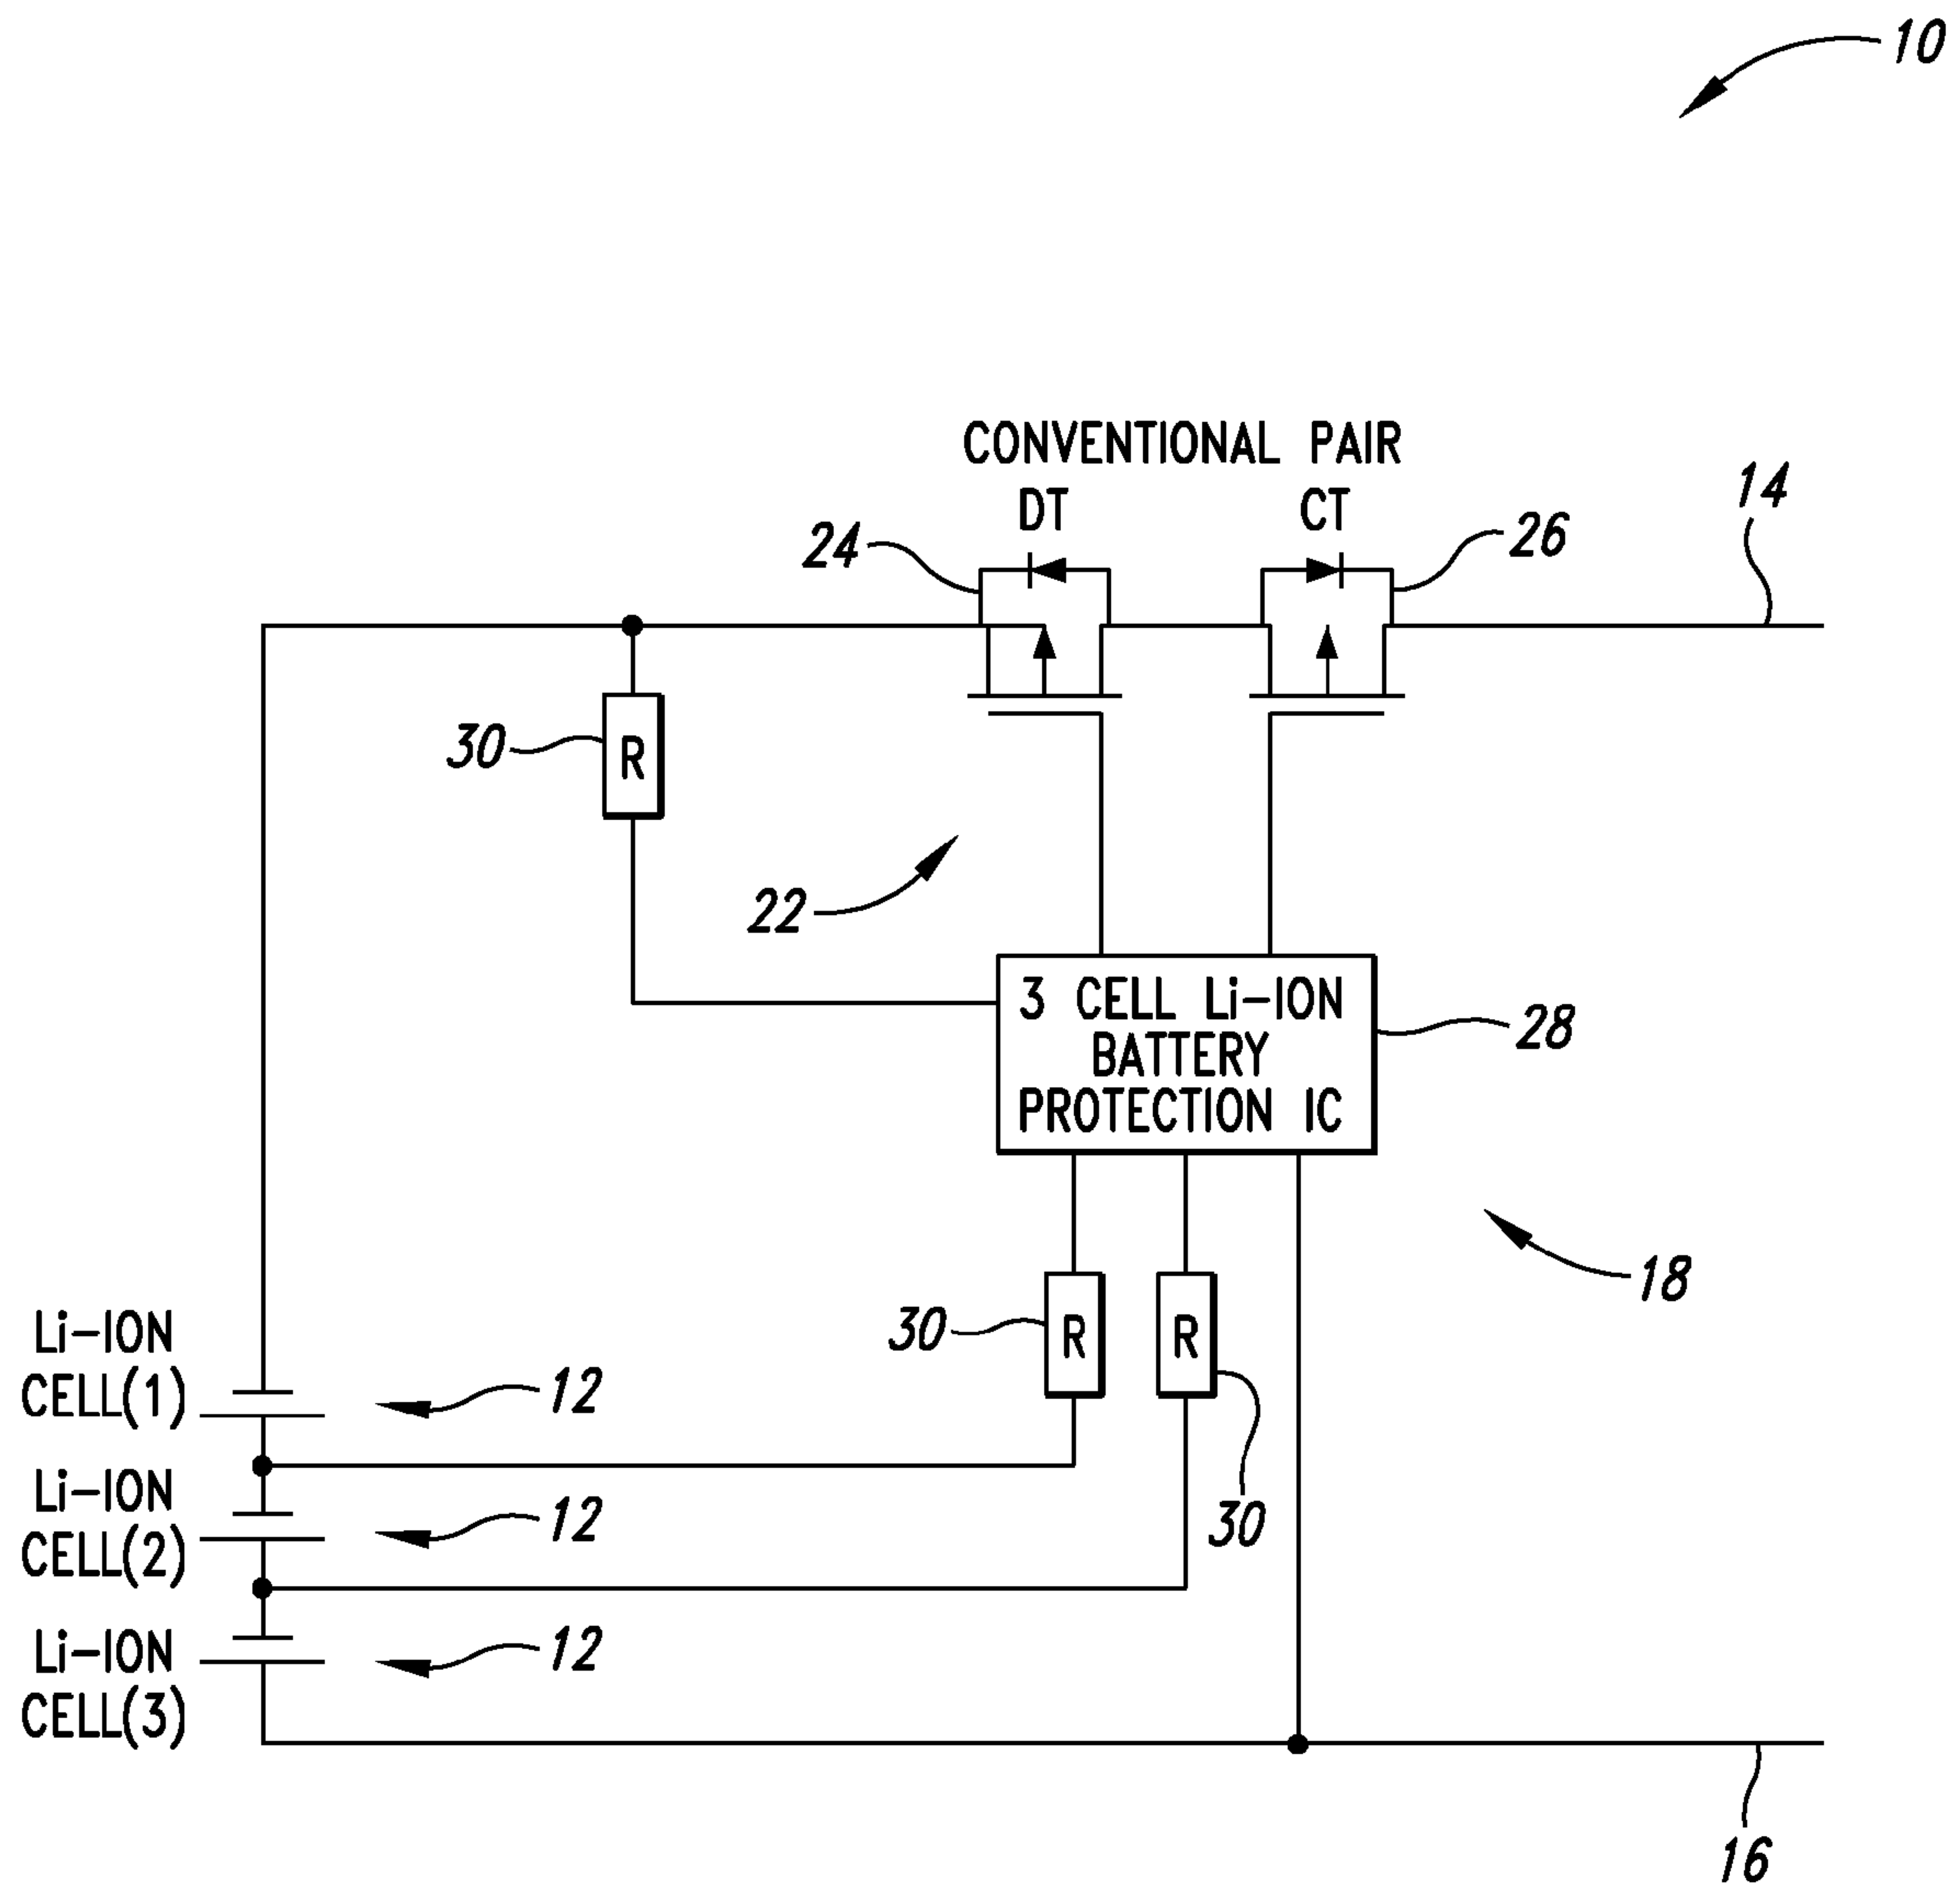 10
CONVENTIONAL PAIR
DT CT
24
26
14
30
R
22
3 CELL Li-ION
BATTERY
PROTECTION IC
28
18
Li-ION
CELL(1)
12
30
R
R
30
Li-ION
CELL(2)
12
Li-ION
CELL(3)
12
16